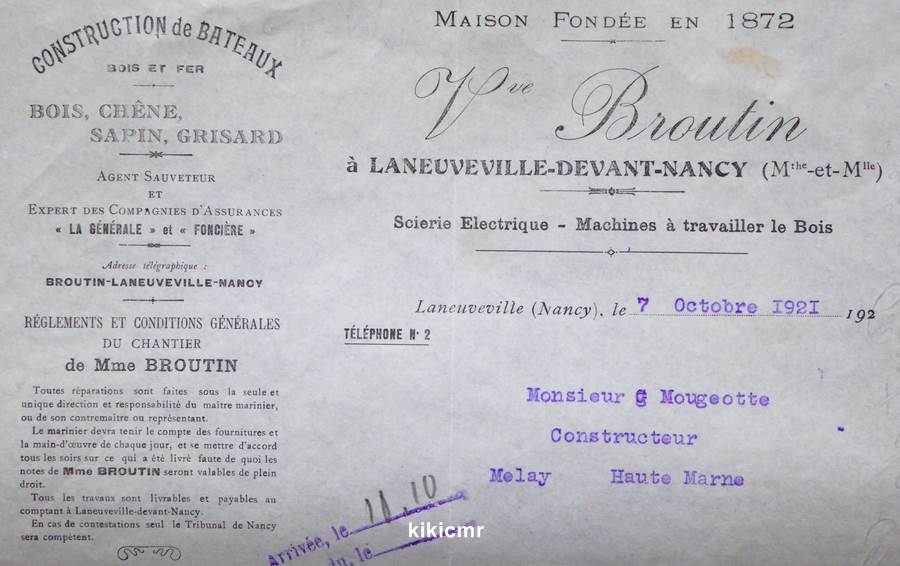 CONSTRUCTION de BATEAUX
BOIS ET FER
BOIS, CHÊNE,
SAPIN, GRISARD
AGENT SAUVETEUR
ET
EXPERT DES COMPAGNIES D'ASSURANCES
« LA GÉNÉRALE » et « FONCIÈRE »
Adresse télégraphique :
BROUTIN-LANEUVEVILLE-NANCY
RÉGLEMENTS ET CONDITIONS GÉNÉRALES
DU CHANTIER
de Mme BROUTIN
Toutes réparations sont faites sous la seule et
unique direction et responsabilité du maître marinier,
ou de son contremaître ou représentant.
Le marinier devra tenir le compte des fournitures et
la main-d'œuvre de chaque jour, et se mettre d'accord
tous les soirs sur ce qui a été livré faute de quoi les
notes de Mme BROUTIN seront valables de plein
droit.
Tous les travaux sont livrables et payables au
comptant à Laneuveville-devant-Nancy.
En cas de contestations seul le Tribunal de Nancy
sera compétent.
MAISON FONDÉE EN 1872
Vve Broutin
à LANEUVEVILLE-DEVANT-NANCY (Mthe-et-Mlle)
Scierie Electrique - Machines à travailler le Bois
Laneuveville (Nancy), le 7 Octobre 1921 192
TÉLÉPHONE N° 2
Monsieur G Mougeotte
Constructeur
Melay Haute Marne
Arrivée, le 11.10
du, le
kikicmr